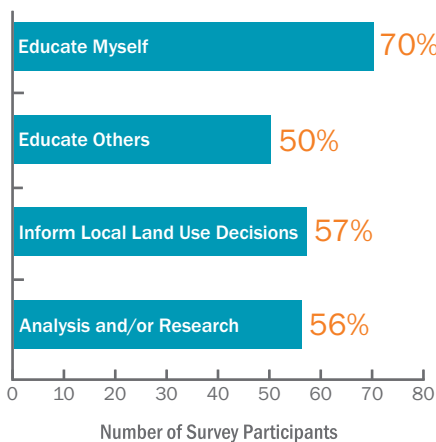 Educate Myself
70%
Educate Others
50%
Inform Local Land Use Decisions
57%
Analysis and/or Research
56%
0 10 20 30 40 50 60 70 80
Number of Survey Participants